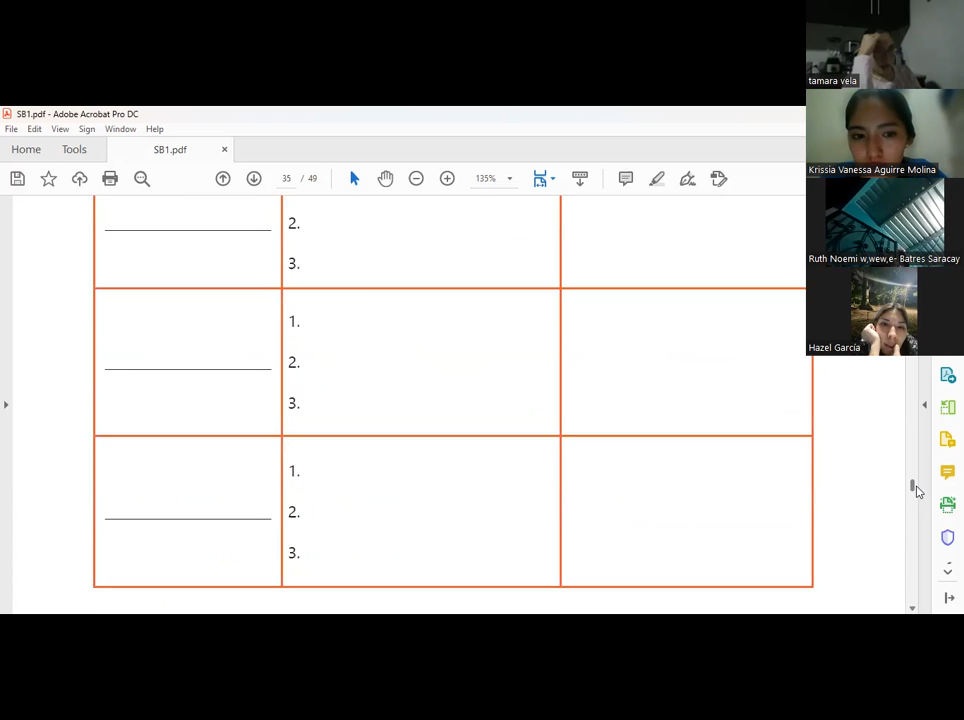 tamara vela
SB1.pdf - Adobe Acrobat Pro DC
File Edit View Sign Window Help
Home Tools SB1.pdf ×
35 / 49 135%
Krissia Vanessa Aguirre Molina
2.
3.
Ruth Noemi w,wew,e- Batres Saracay
1.
2.
3.
Hazel García
1.
2.
3.